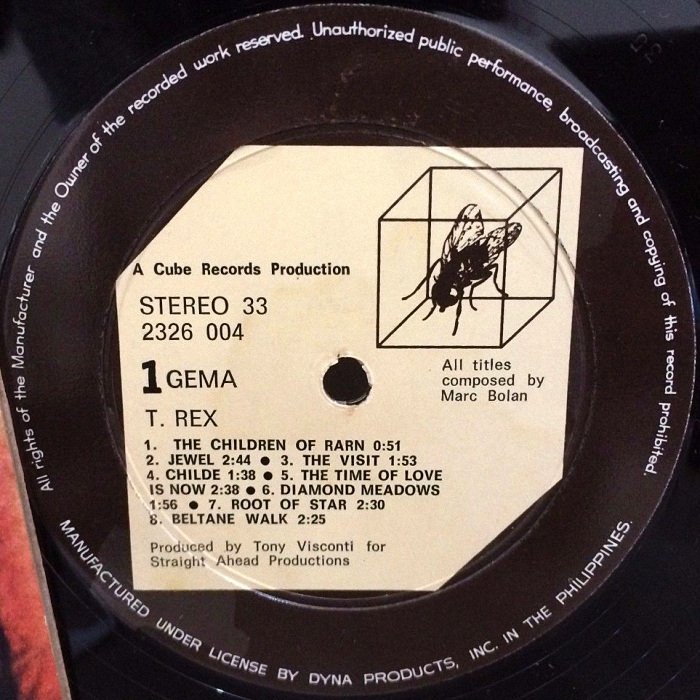 All rights of the Manufacturer and the Owner of the recorded work reserved. Unauthorized public performance, broadcasting and copying of this record prohibited.
A Cube Records Production
STEREO 33
2326 004
1 GEMA
T. REX
All titles
composed by
Marc Bolan
1. THE CHILDREN OF RARN 0:51
2. JEWEL 2:44 ● 3. THE VISIT 1:53
4. CHILDE 1:38 ● 5. THE TIME OF LOVE
IS NOW 2:38 ● 6. DIAMOND MEADOWS
1:56 ● 7. ROOT OF STAR 2:30
8. BELTANE WALK 2:25
Produced by Tony Visconti for
Straight Ahead Productions
MANUFACTURED UNDER LICENSE BY DYNA PRODUCTS, INC. IN THE PHILIPPINES.